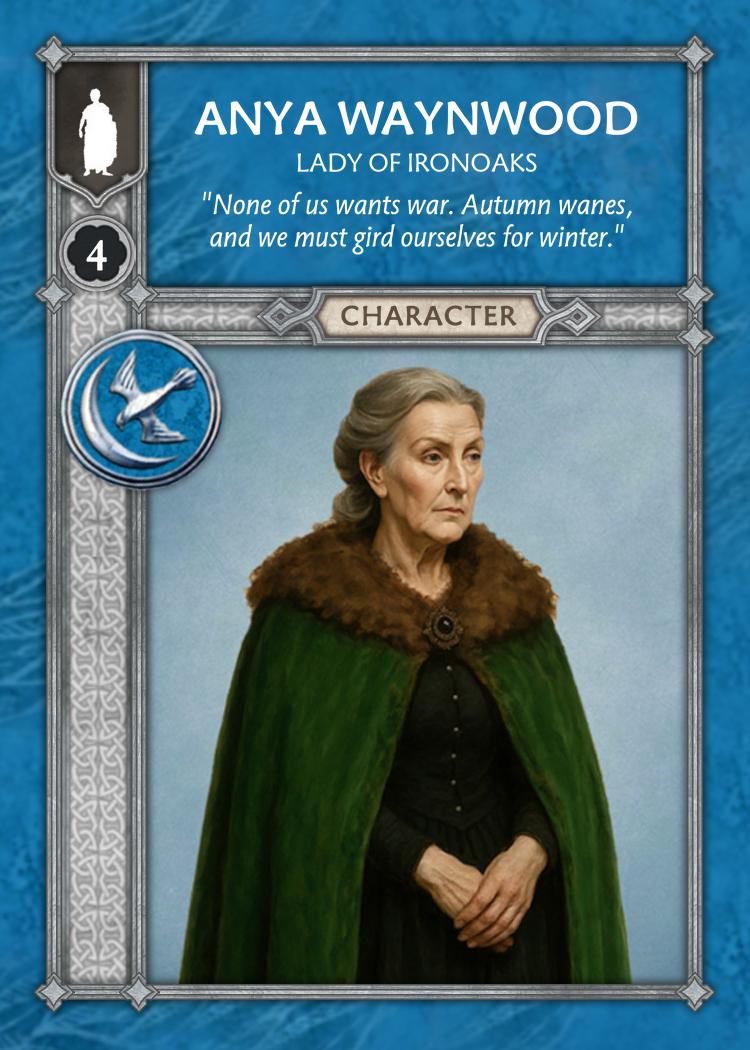 ANYA WAYNWOOD
LADY OF IRONOAKS
"None of us wants war. Autumn wanes,
and we must gird ourselves for winter."
4
CHARACTER